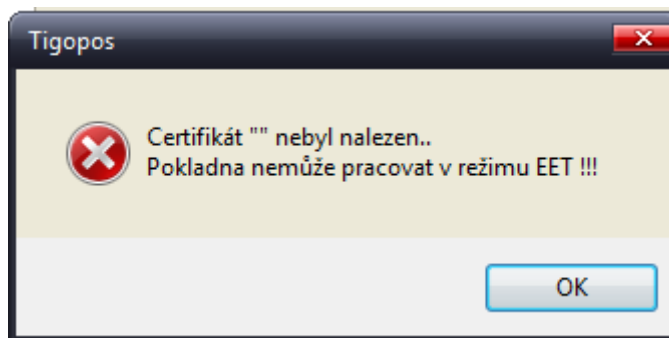 Tigopos
Certifikát "" nebyl nalezen..
Pokladna nemůže pracovat v režimu EET !!!
OK